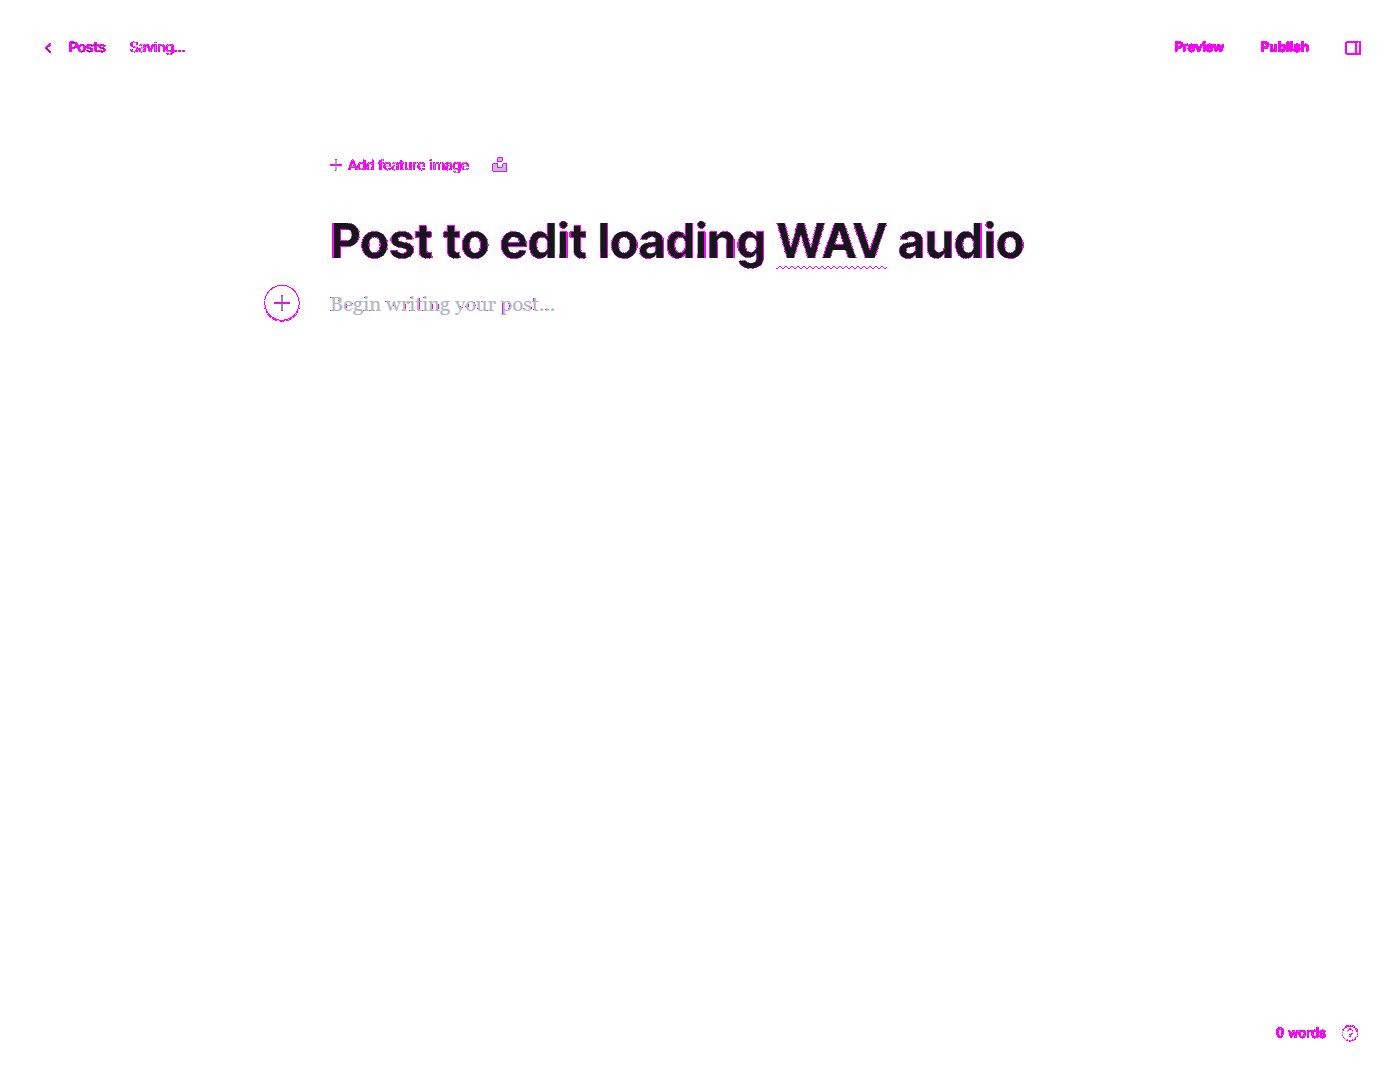 Posts Saving... Preview Publish
Add feature image
Post to edit loading WAV audio
Begin writing your post...
0 words